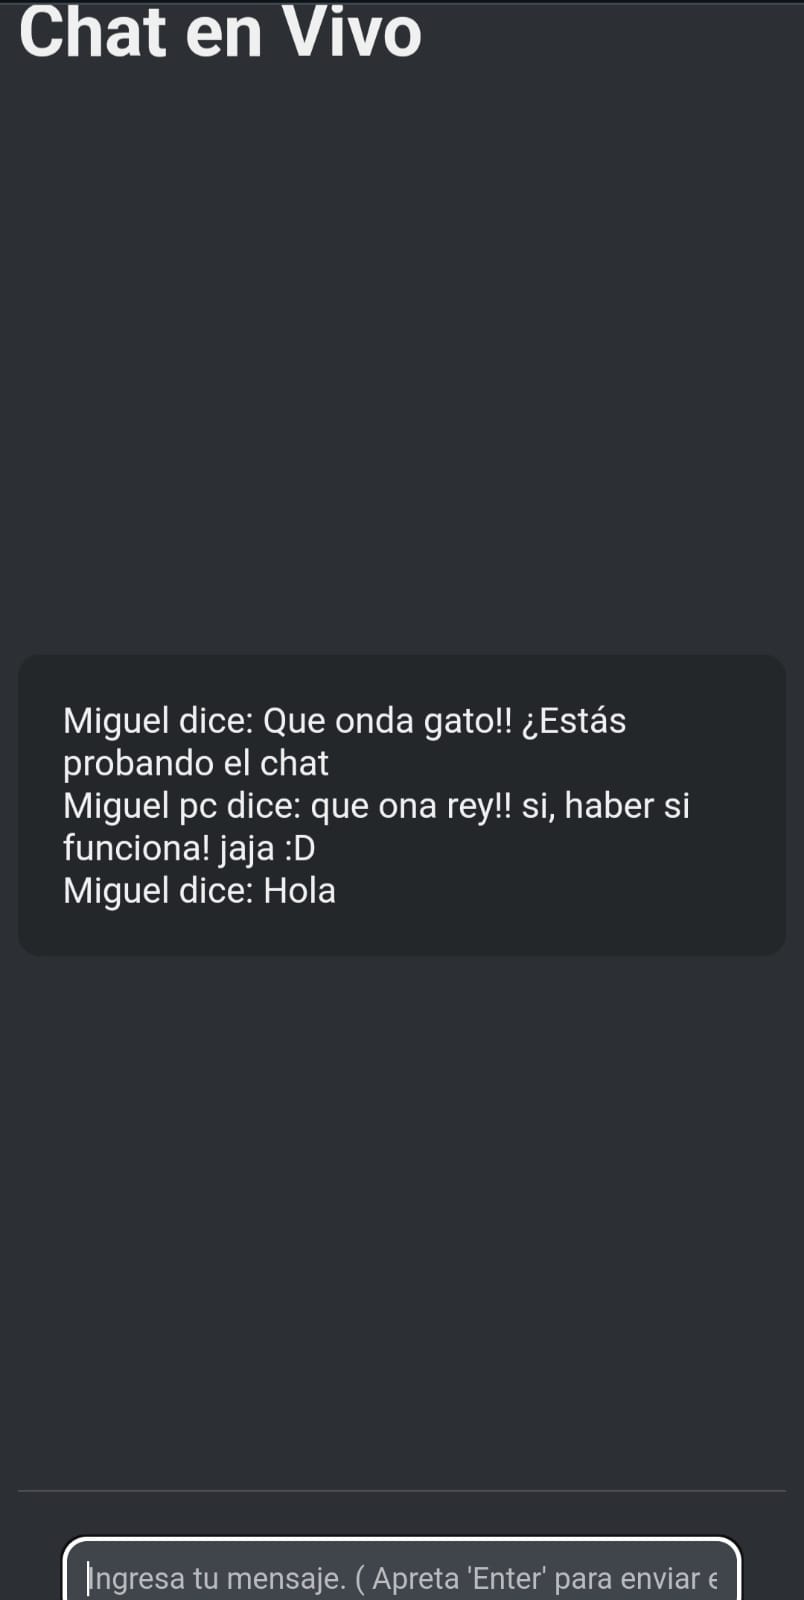 Chat en Vivo
Miguel dice: Que onda gato!! ¿Estás
probando el chat
Miguel pc dice: que ona rey!! si, haber si
funciona! jaja :D
Miguel dice: Hola
Ingresa tu mensaje. ( Apreta 'Enter' para enviar